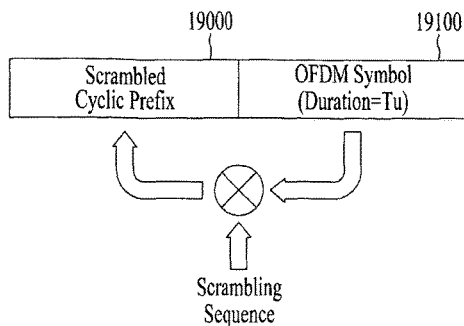 19000
19100
Scrambled
Cyclic Prefix
OFDM Symbol
(Duration=Tu)
Scrambling
Sequence